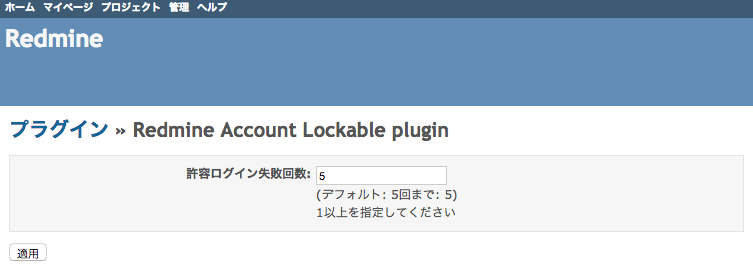 ホーム マイページ プロジェクト 管理 ヘルプ
Redmine
プラグイン » Redmine Account Lockable plugin
許容ログイン失敗回数: 5
(デフォルト: 5回まで: 5)
1以上を指定してください
適用